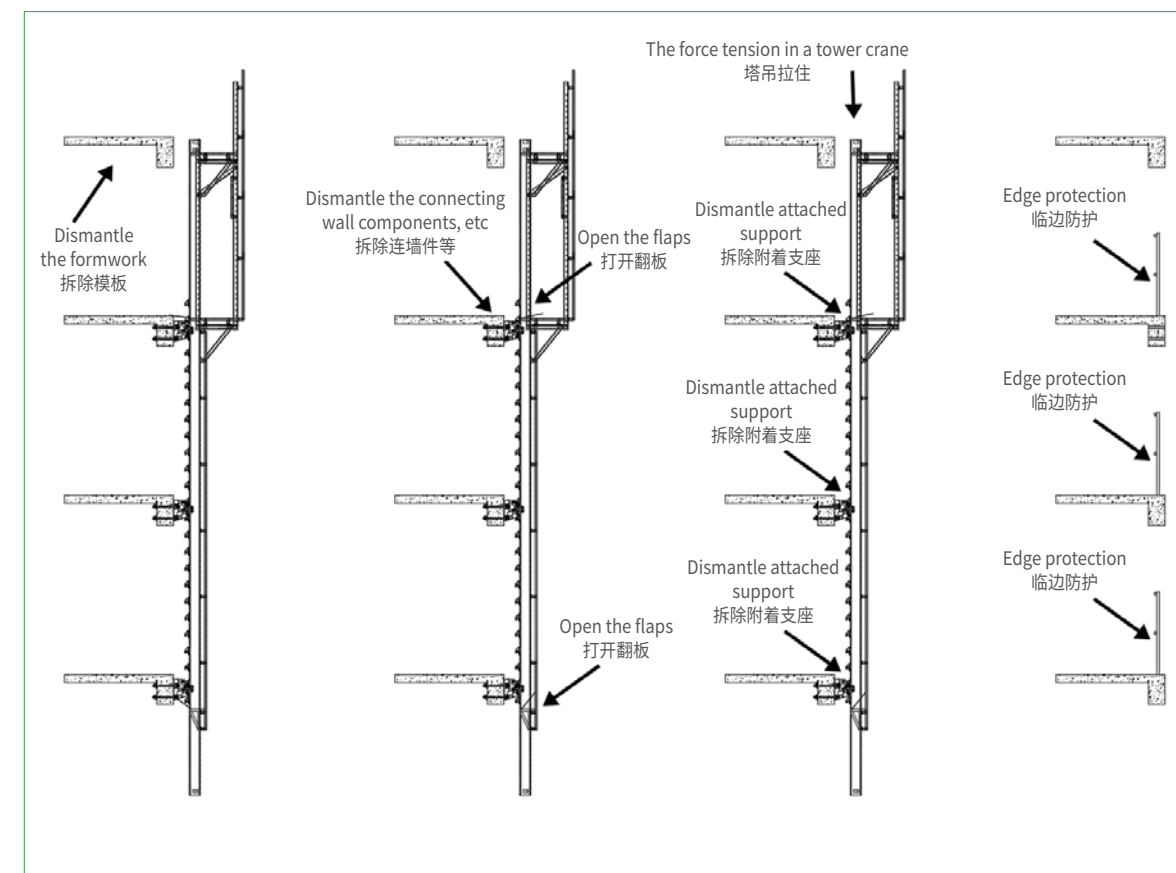 Dismantle
the formwork
拆除模板
Dismantle the connecting
wall components, etc
拆除连墙件等
Open the flaps
打开翻板
Open the flaps
打开翻板
The force tension in a tower crane
塔吊拉住
Dismantle attached
support
拆除附着支座
Dismantle attached
support
拆除附着支座
Dismantle attached
support
拆除附着支座
Edge protection
临边防护
Edge protection
临边防护
Edge protection
临边防护